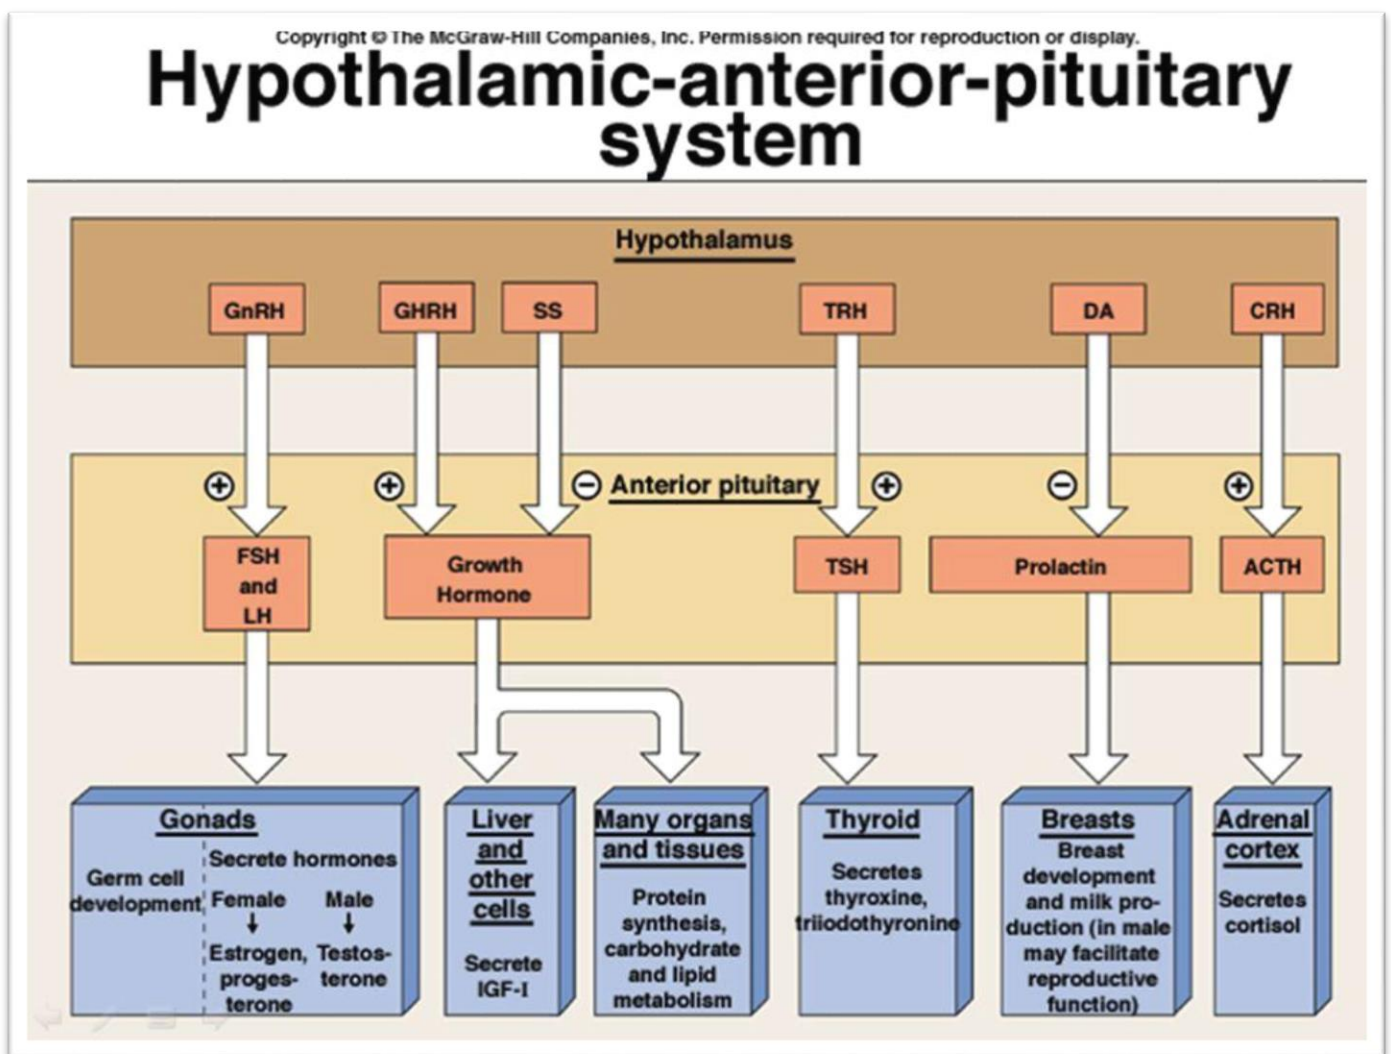 Copyright © The McGraw-Hill Companies, Inc. Permission required for reproduction or display.
Hypothalamic-anterior-pituitary
system
Hypothalamus
GnRH
GHRH
SS
TRH
DA
CRH
+
+
−
Anterior pituitary
+
−
+
FSH
and
LH
Growth
Hormone
TSH
Prolactin
ACTH
Gonads
Germ cell
development
Secrete hormones
Female
Male
Estrogen,
proges-
terone
Testos-
terone
Liver
and
other
cells
Secrete
IGF-I
Many organs
and tissues
Protein
synthesis,
carbohydrate
and lipid
metabolism
Thyroid
Secretes
thyroxine,
triiodothyronine
Breasts
Breast
development
and milk pro-
duction (in male
may facilitate
reproductive
function)
Adrenal
cortex
Secretes
cortisol